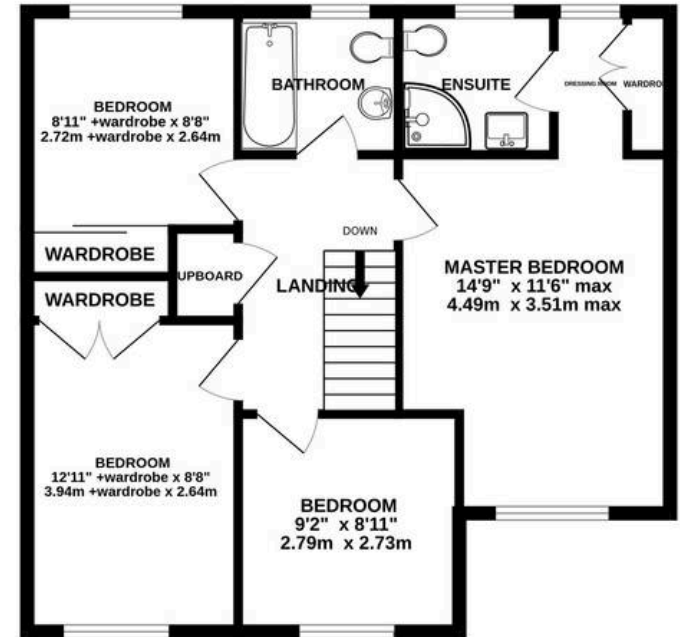 BEDROOM
8'11" +wardrobe x 8'8"
2.72m +wardrobe x 2.64m
BATHROOM
ENSUITE
DRESSING ROOM
WARDRO
WARDROBE
UPBOARD
WARDROBE
DOWN
LANDING
MASTER BEDROOM
14'9" x 11'6" max
4.49m x 3.51m max
BEDROOM
12'11" +wardrobe x 8'8"
3.94m +wardrobe x 2.64m
BEDROOM
9'2" x 8'11"
2.79m x 2.73m